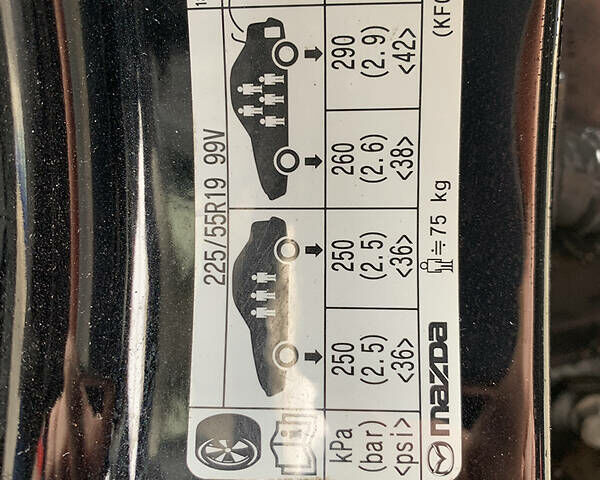 225/55R19 99V
kPa 250 250 260 290
(bar) (2.5) (2.5) (2.6) (2.9)
<psi> <36> <36> <38> <42>
mazda ≒75 kg